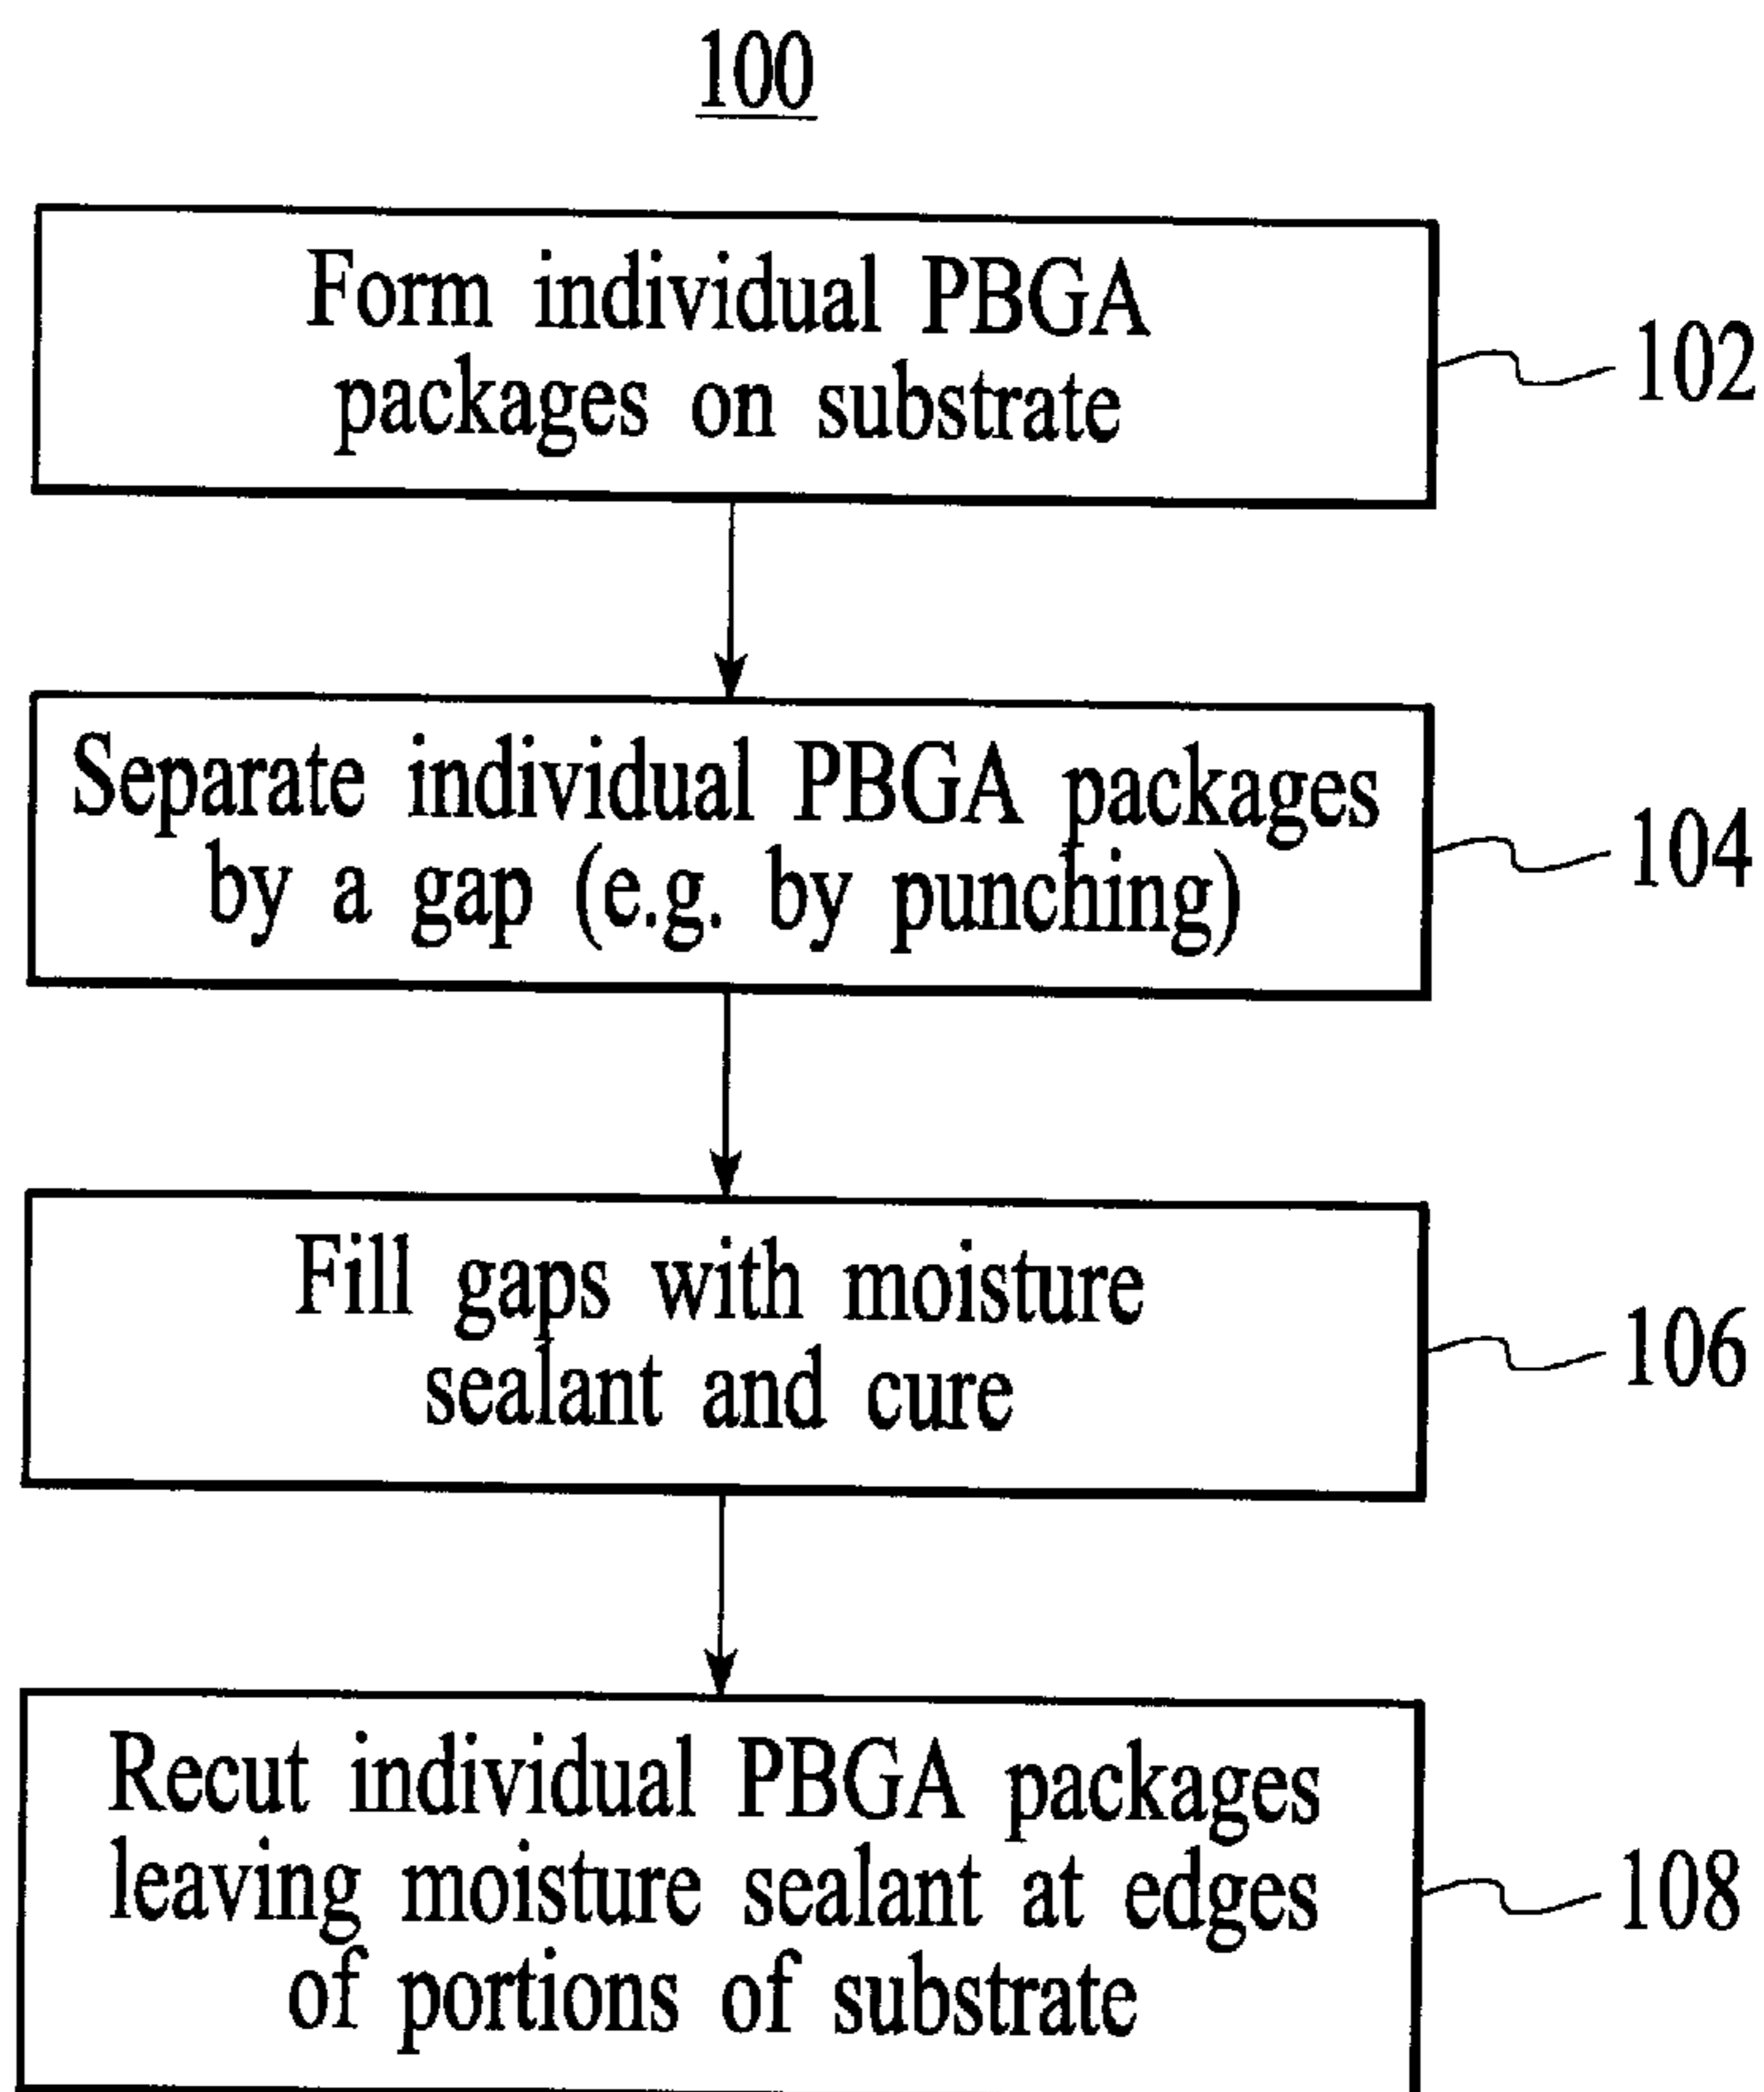 100
Form individual PBGA
packages on substrate
102
Separate individual PBGA packages
by a gap (e.g. by punching)
104
Fill gaps with moisture
sealant and cure
106
Recut individual PBGA packages
leaving moisture sealant at edges
of portions of substrate
108